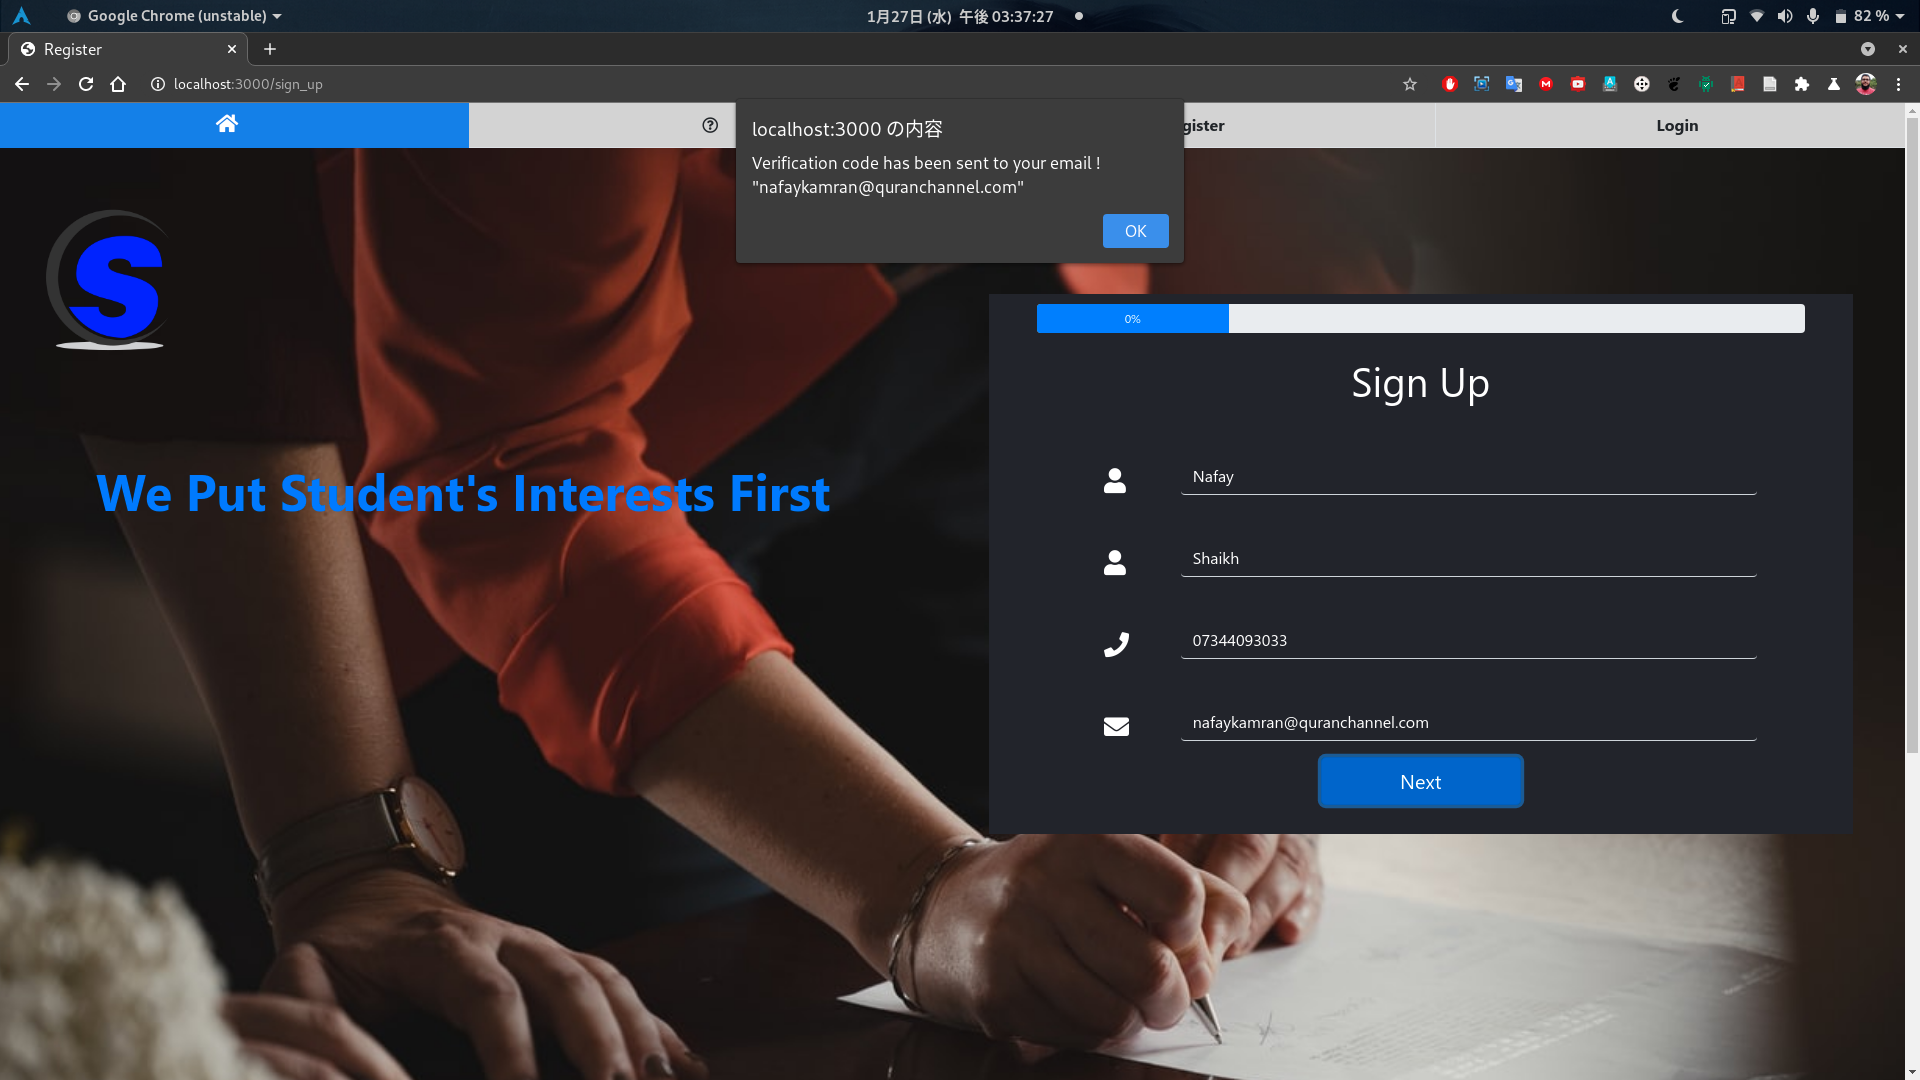 Google Chrome (unstable)
1月27日 (水) 午後 03:37:27
82 %
Register
localhost:3000/sign_up
gister
Login
localhost:3000 の内容
Verification code has been sent to your email !
"nafaykamran@quranchannel.com"
OK
S
We Put Student's Interests First
0%
Sign Up
Nafay
Shaikh
07344093033
nafaykamran@quranchannel.com
Next